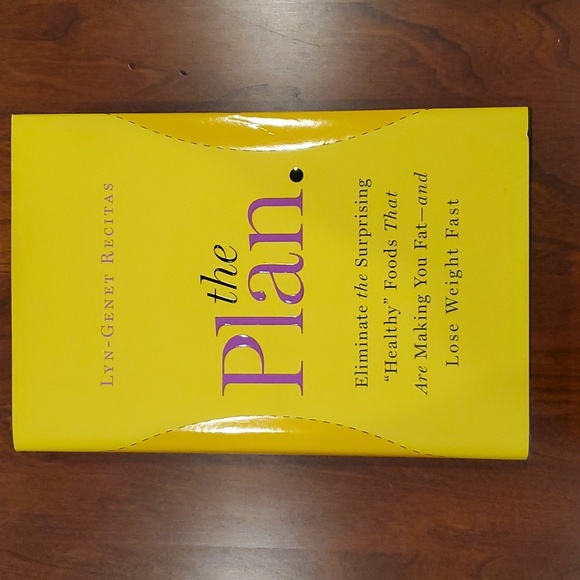 LYN-GENET RECITAS
the
Plan.
Eliminate the Surprising
“Healthy” Foods That
Are Making You Fat—and
Lose Weight Fast